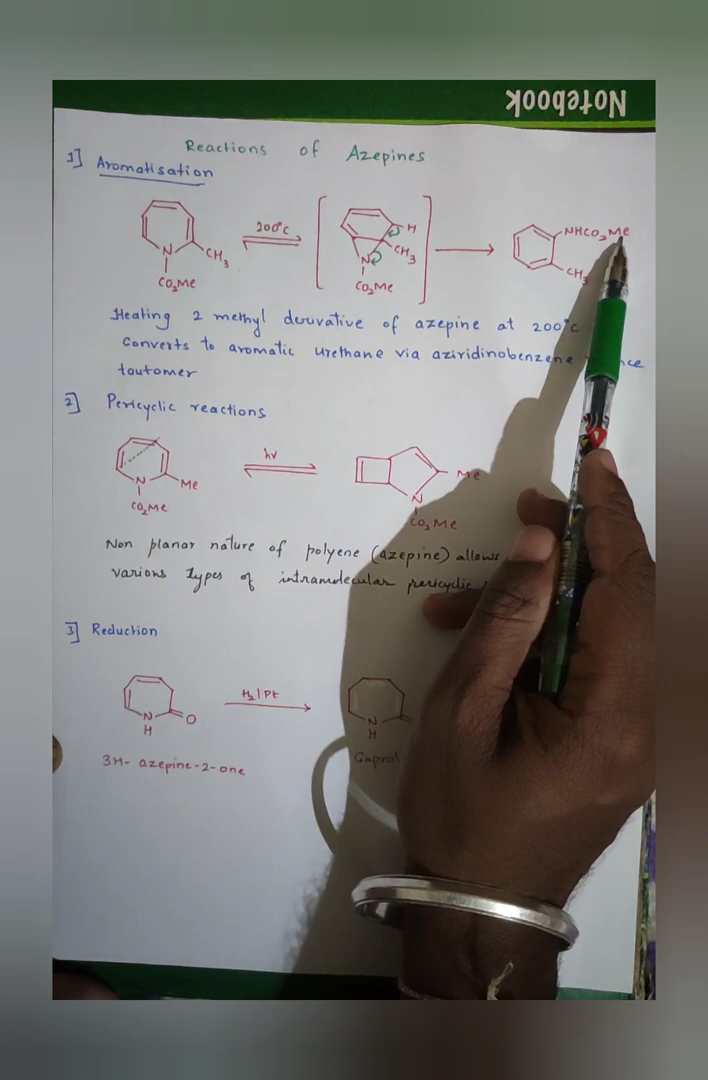 Notebook
Reactions of Azepines
1] Aromatisation
200°C
N
CH3
CO2Me
H
CH3
N
CO2Me
NHCO2Me
CH3
Heating 2 methyl derivative of azepine at 200°C
Converts to aromatic urethane via aziridinobenzene
tautomer
2] Pericyclic reactions
hν
N
Me
CO2Me
Me
N
CO2Me
Non planar nature of polyene (azepine) allows
various types of intramolecular pericyclic
3] Reduction
H2/Pt
N
H
O
N
H
3H- azepine-2-one